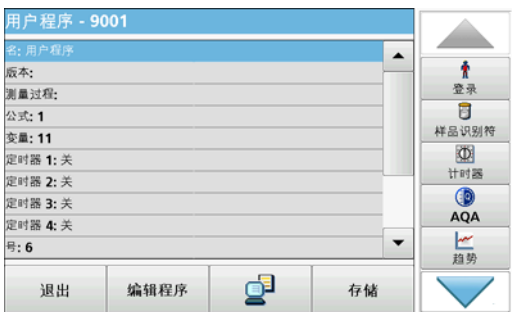 用户程序 - 9001
名: 用户程序
版本:
测量过程:
公式: 1
变量: 11
定时器 1: 关
定时器 2: 关
定时器 3: 关
定时器 4: 关
号: 6
退出
编辑程序
存储
登录
样品识别符
计时器
AQA
趋势